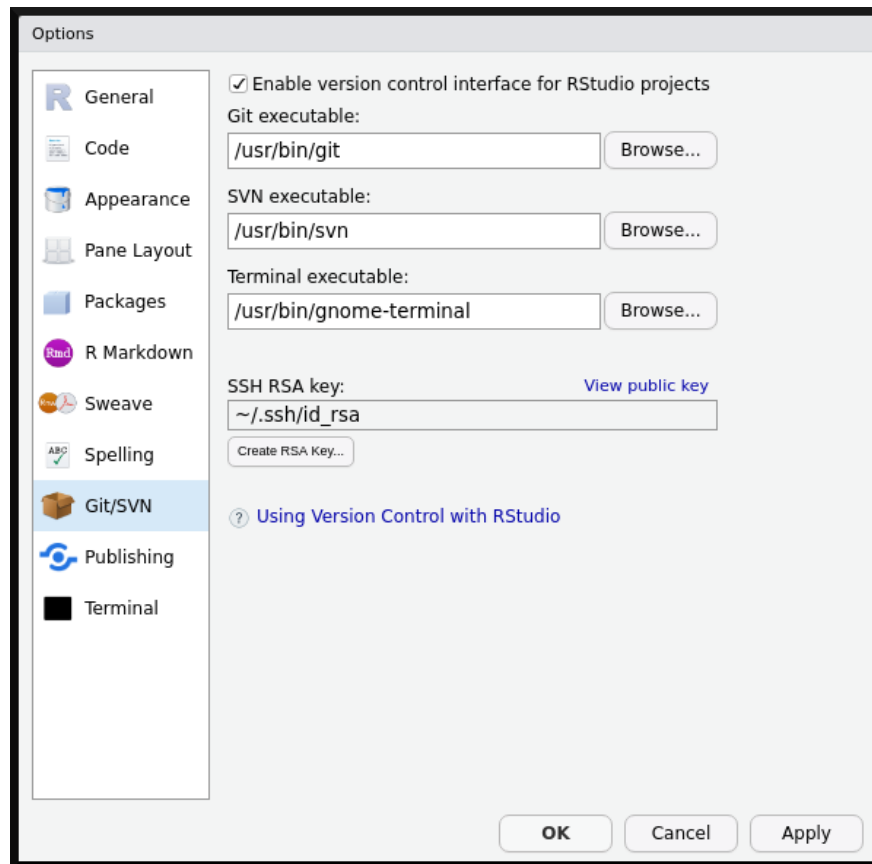 Options
General
Code
Appearance
Pane Layout
Packages
Rmd
R Markdown
Sweave
ABC
Spelling
Git/SVN
Publishing
Terminal
Enable version control interface for RStudio projects
Git executable:
/usr/bin/git
Browse...
SVN executable:
/usr/bin/svn
Browse...
Terminal executable:
/usr/bin/gnome-terminal
Browse...
SSH RSA key:
View public key
~/.ssh/id_rsa
Create RSA Key...
? Using Version Control with RStudio
OK
Cancel
Apply